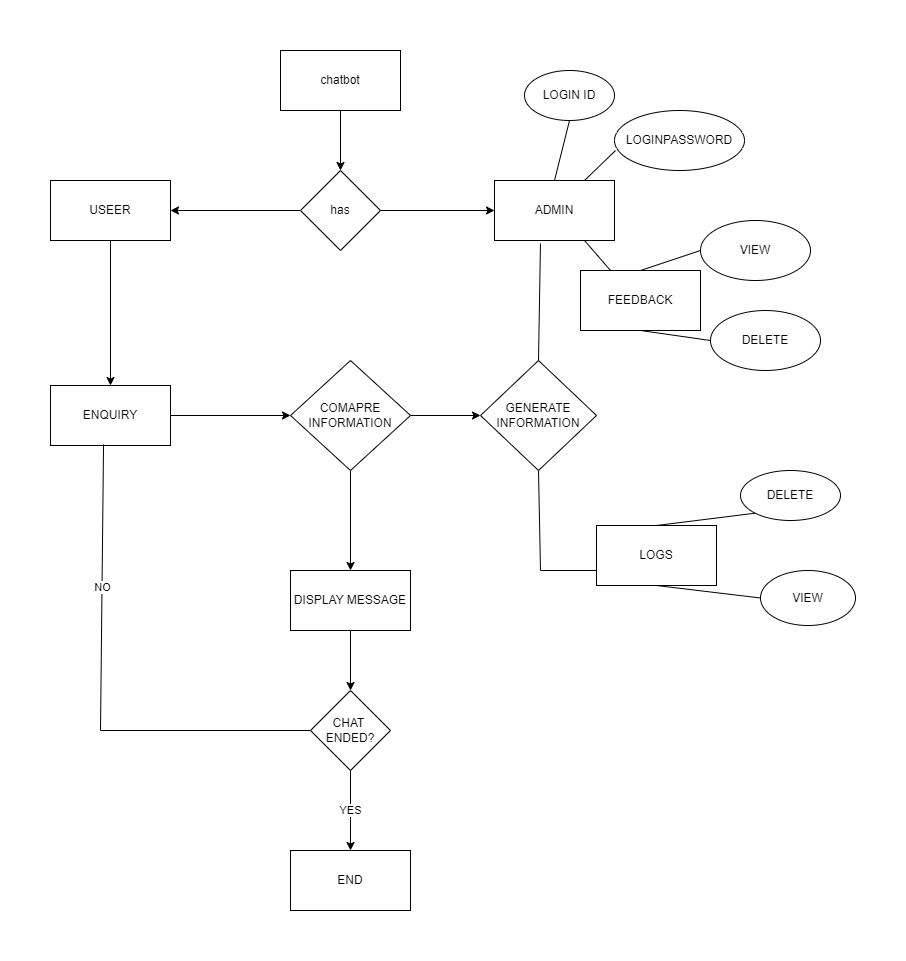 chatbot
LOGIN ID
LOGINPASSWORD
USEER
has
ADMIN
VIEW
FEEDBACK
DELETE
ENQUIRY
COMAPRE
INFORMATION
GENERATE
INFORMATION
DELETE
LOGS
NO
DISPLAY MESSAGE
VIEW
CHAT
ENDED?
YES
END